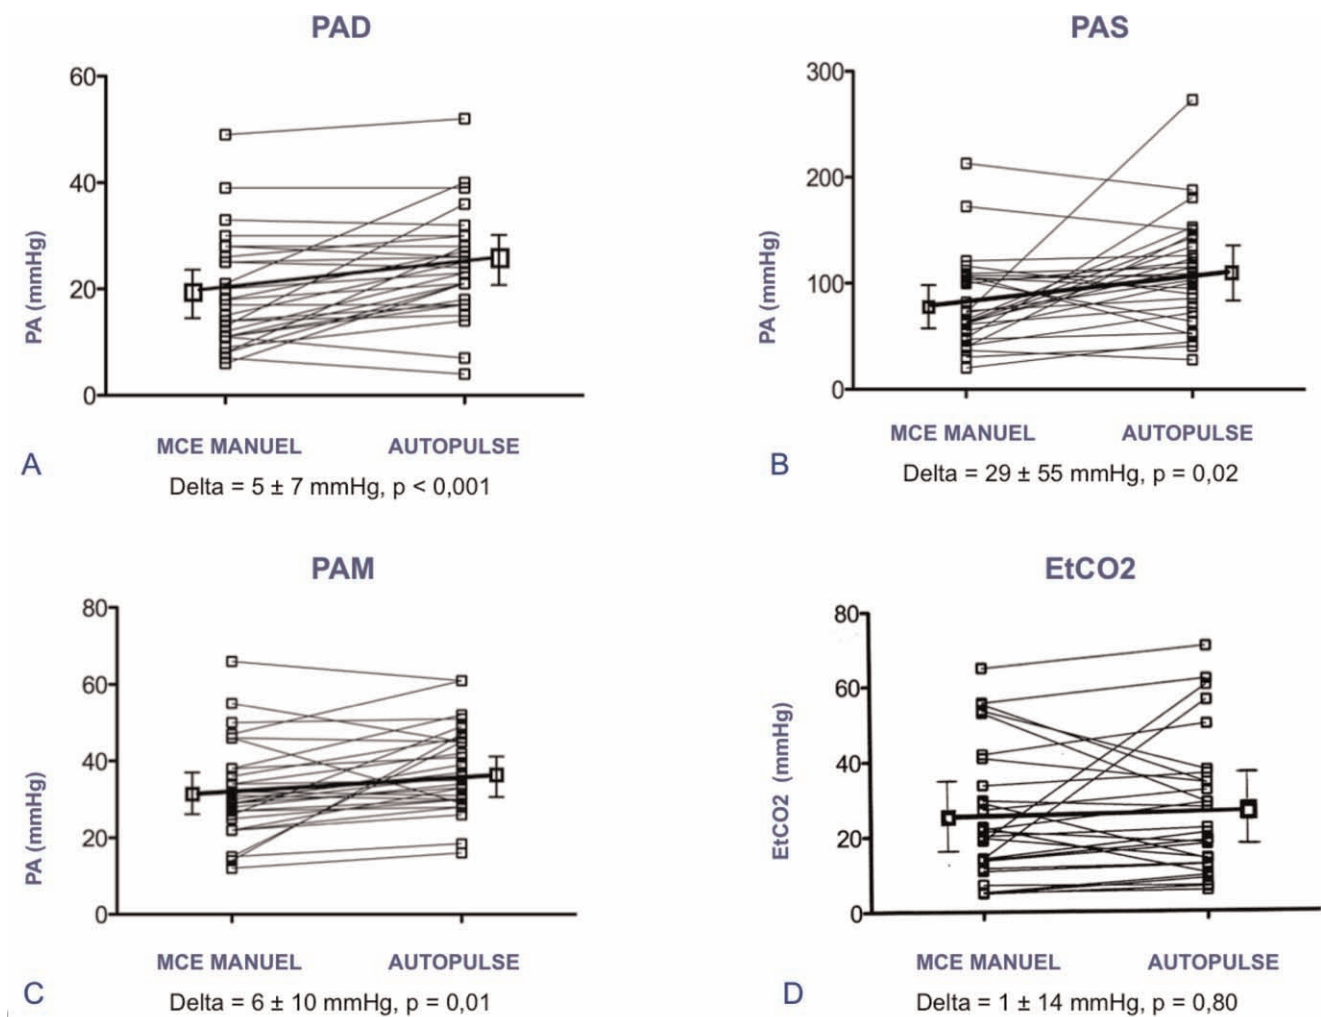 PAD
60
40
20
0
PA (mmHg)
MCE MANUEL AUTOPULSE
A
Delta = 5 ± 7 mmHg, p < 0,001
PAS
300
200
100
0
PA (mmHg)
MCE MANUEL AUTOPULSE
B
Delta = 29 ± 55 mmHg, p = 0,02
PAM
80
60
40
20
0
PA (mmHg)
MCE MANUEL AUTOPULSE
C
Delta = 6 ± 10 mmHg, p = 0,01
EtCO2
80
60
40
20
0
EtCO2 (mmHg)
MCE MANUEL AUTOPULSE
D
Delta = 1 ± 14 mmHg, p = 0,80